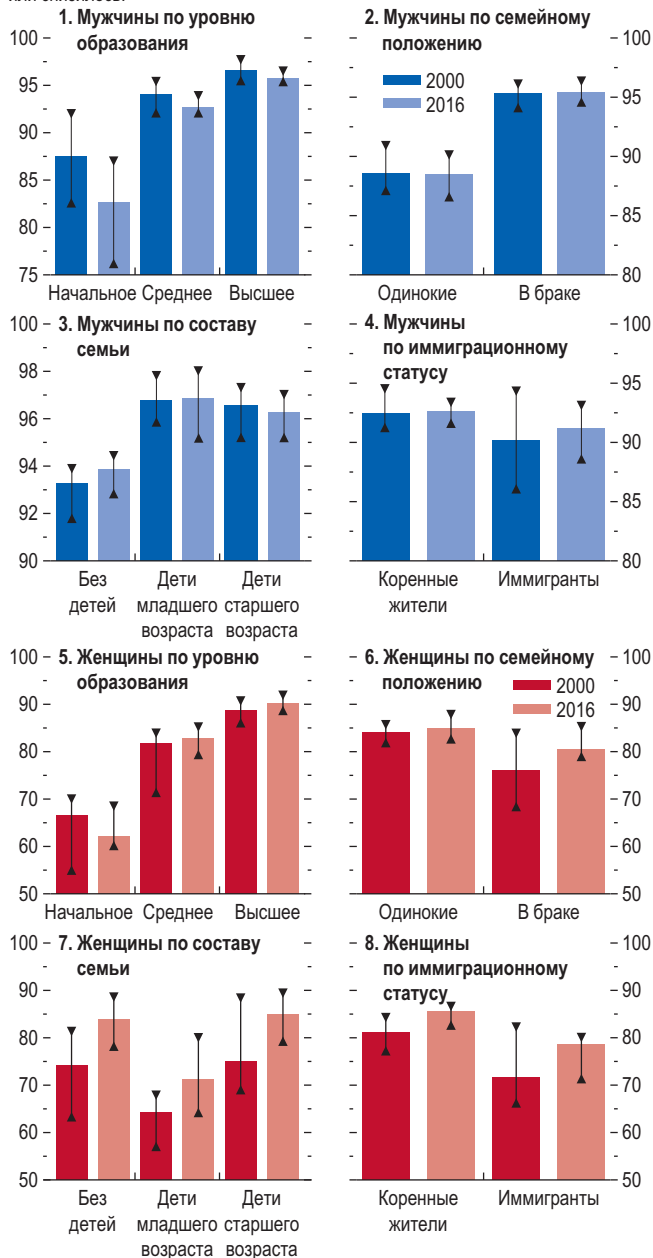 1. Мужчины по уровню
образования
100
95
90
85
80
75
Начальное Среднее Высшее
2. Мужчины по семейному
положению
2000
2016
100
95
90
85
80
Одинокие В браке
3. Мужчины по составу
семьи
100
98
96
94
92
90
Без
детей
Дети
младшего
возраста
Дети
старшего
возраста
4. Мужчины
по иммиграционному
статусу
100
95
90
85
80
Коренные
жители
Иммигранты
5. Женщины по уровню
образования
100
90
80
70
60
50
Начальное Среднее Высшее
6. Женщины по семейному
положению
2000
2016
100
90
80
70
60
50
Одинокие В браке
7. Женщины по составу
семьи
100
90
80
70
60
50
Без
детей
Дети
младшего
возраста
Дети
старшего
возраста
8. Женщины
по иммиграционному
статусу
100
90
80
70
60
50
Коренные
жители
Иммигранты